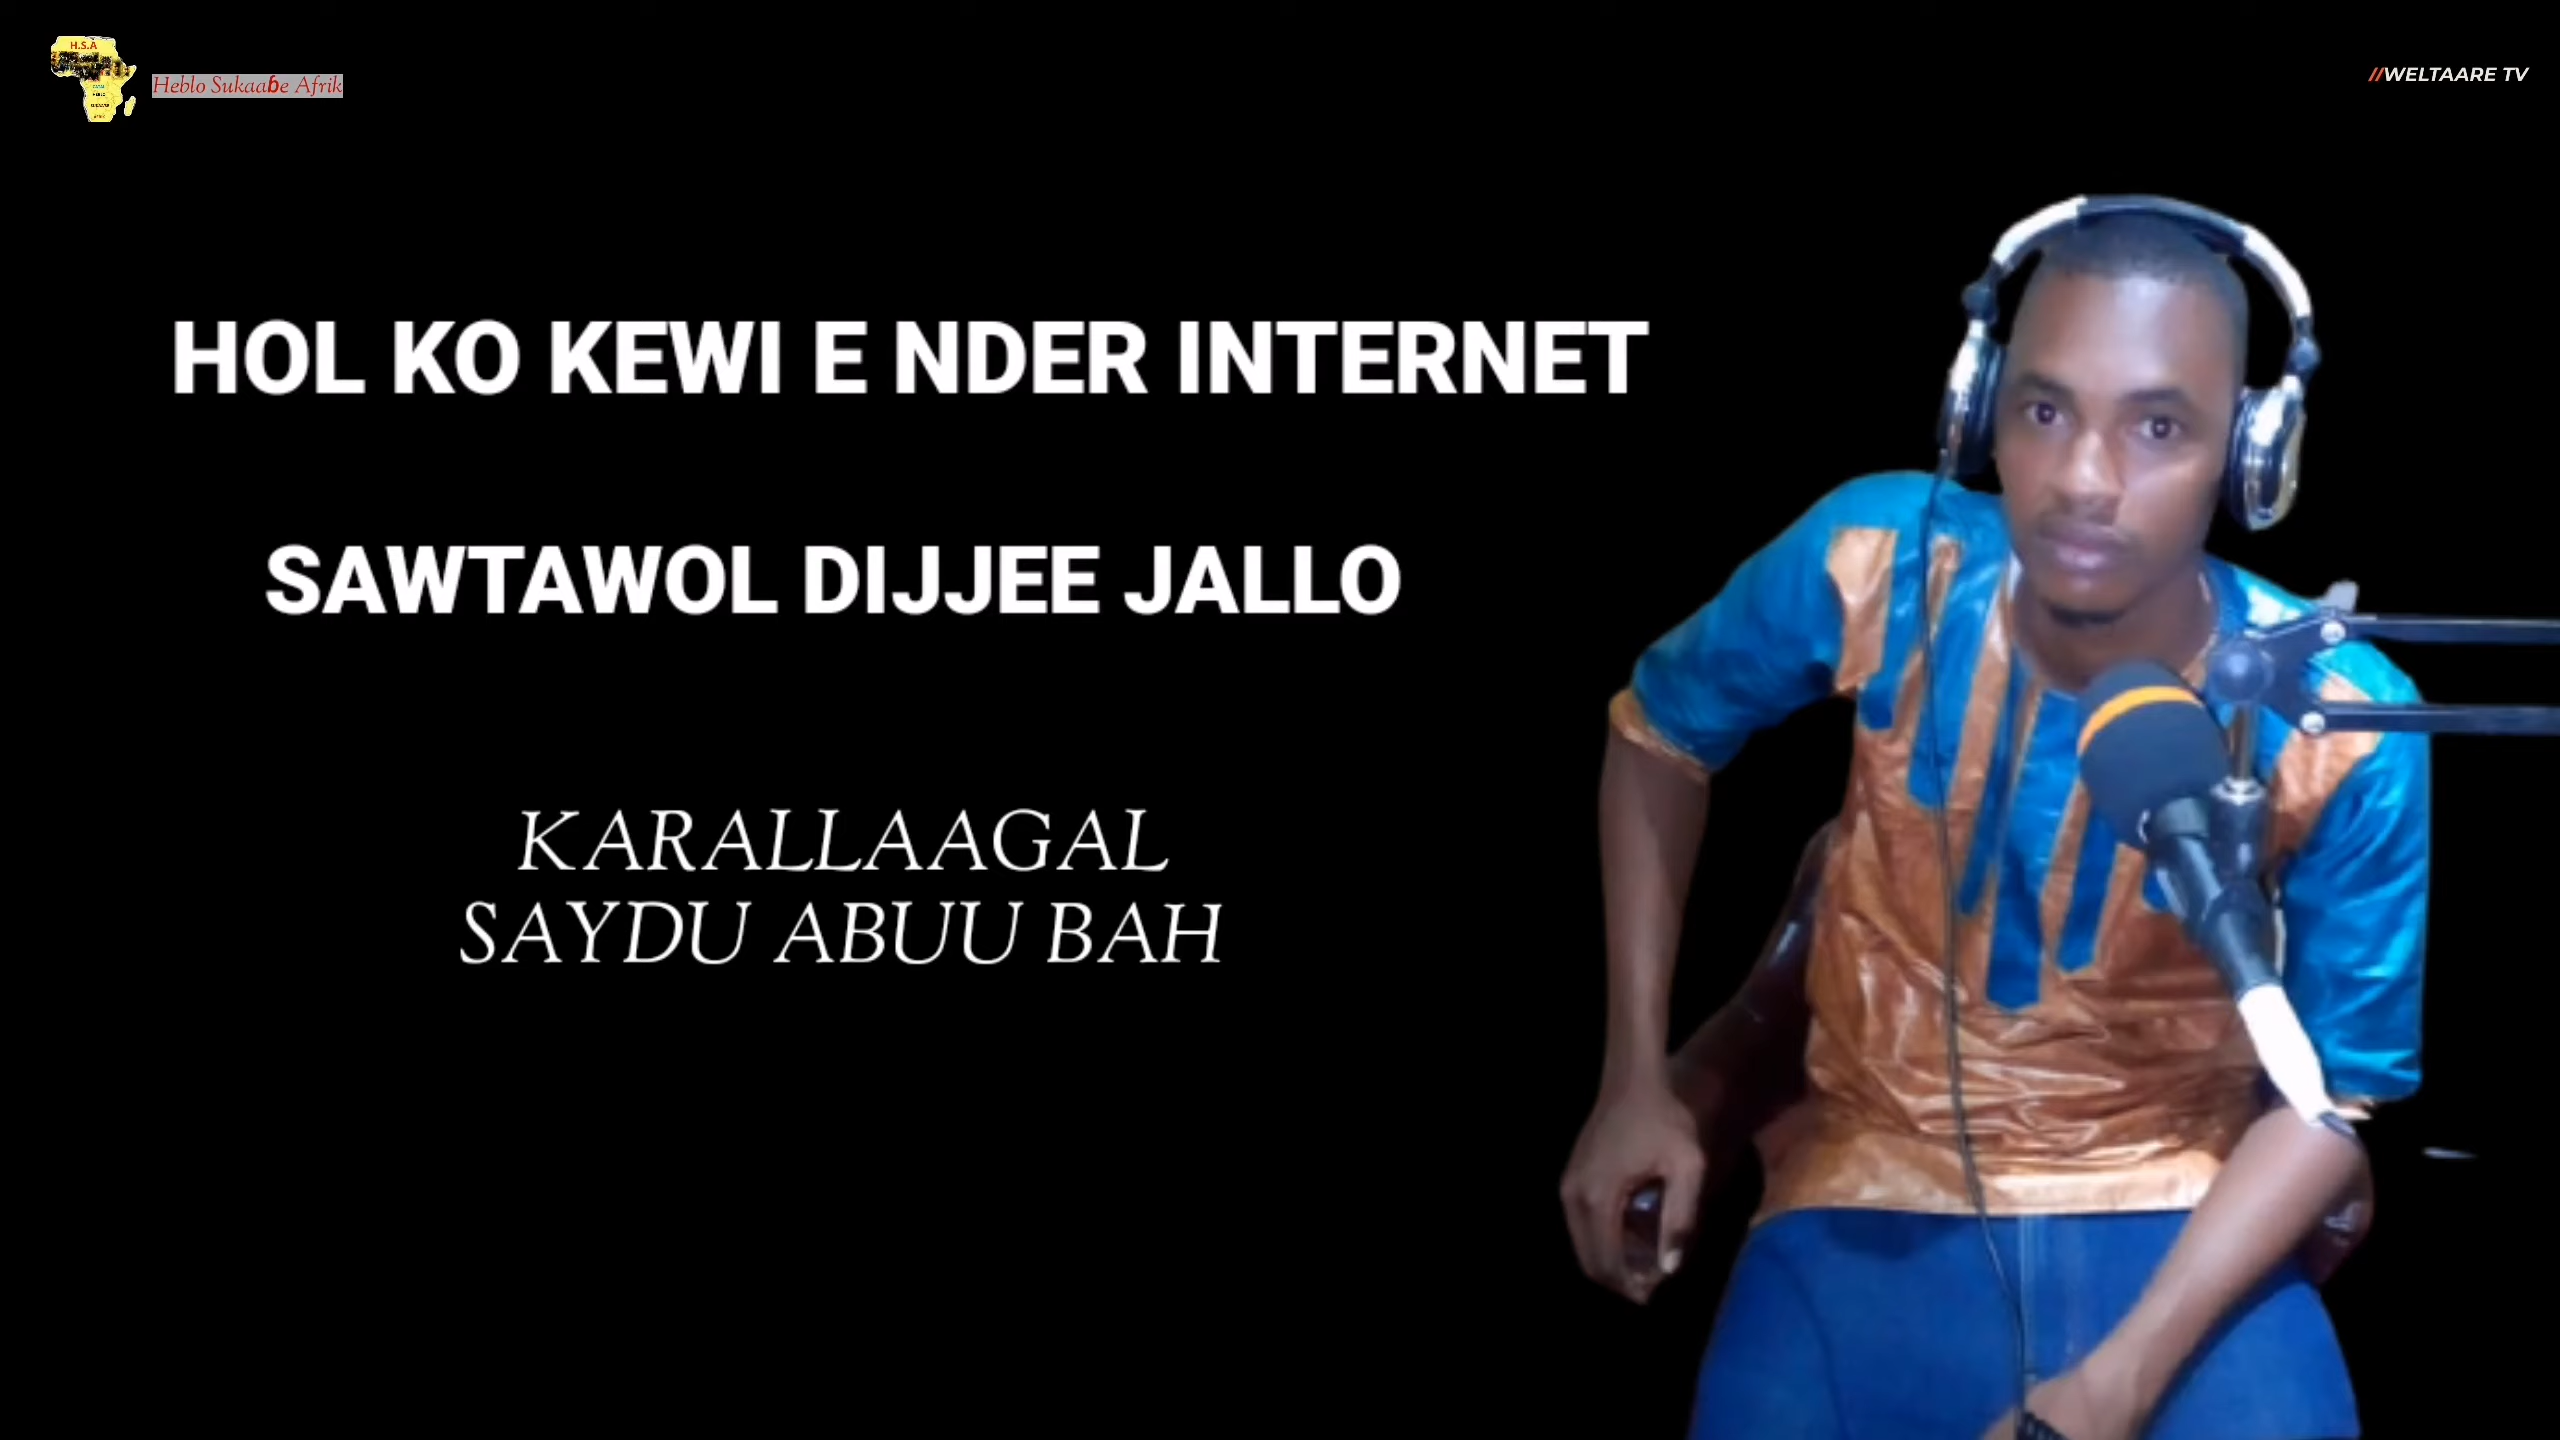 H.S.A
Heblo Sukaaɓe Afrik
//WELTAARE TV
HOL KO KEWI E NDER INTERNET
SAWTAWOL DIJJEE JALLO
KARALLAAGAL
SAYDU ABUU BAH